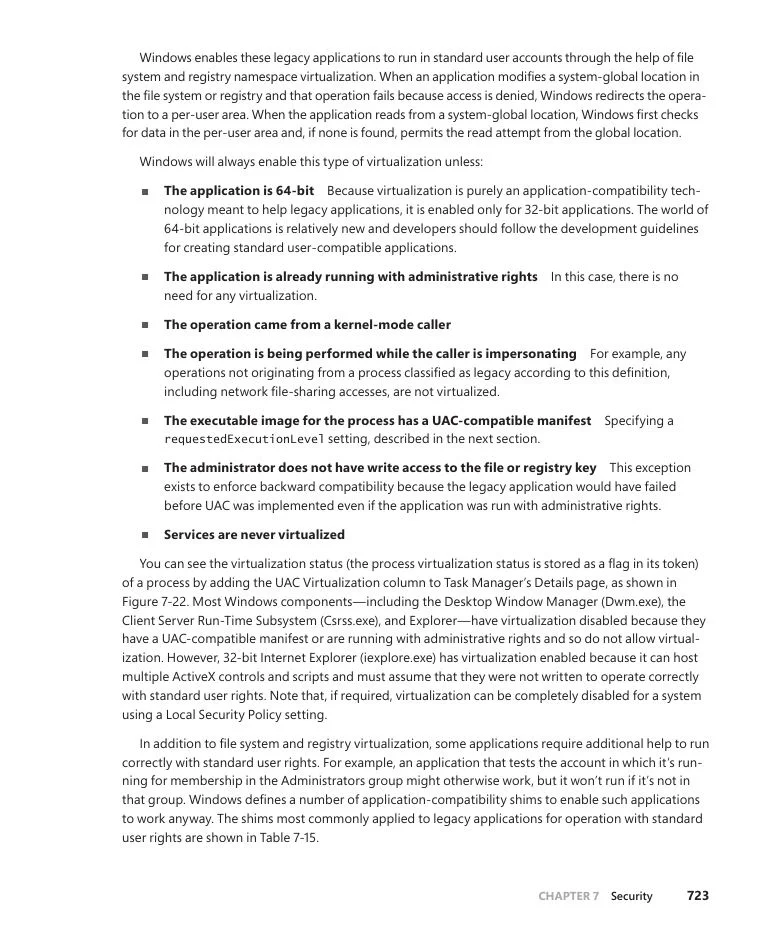 Windows enables these legacy applications to run in standard user accounts through the help of file
system and registry namespace virtualization. When an application modifies a system-global location in
the file system or registry and that operation fails because access is denied, Windows redirects the opera-
tion to a per-user area. When the application reads from a system-global location, Windows first checks
for data in the per-user area and, if none is found, permits the read attempt from the global location.
Windows will always enable this type of virtualization unless:
■ The application is 64-bit Because virtualization is purely an application-compatibility tech-
nology meant to help legacy applications, it is enabled only for 32-bit applications. The world of
64-bit applications is relatively new and developers should follow the development guidelines
for creating standard user-compatible applications.
■ The application is already running with administrative rights In this case, there is no
need for any virtualization.
■ The operation came from a kernel-mode caller
■ The operation is being performed while the caller is impersonating For example, any
operations not originating from a process classified as legacy according to this definition,
including network file-sharing accesses, are not virtualized.
■ The executable image for the process has a UAC-compatible manifest Specifying a
requestedExecutionLevel setting, described in the next section.
■ The administrator does not have write access to the file or registry key This exception
exists to enforce backward compatibility because the legacy application would have failed
before UAC was implemented even if the application was run with administrative rights.
■ Services are never virtualized
You can see the virtualization status (the process virtualization status is stored as a flag in its token)
of a process by adding the UAC Virtualization column to Task Manager's Details page, as shown in
Figure 7-22. Most Windows components—including the Desktop Window Manager (Dwm.exe), the
Client Server Run-Time Subsystem (Csrss.exe), and Explorer—have virtualization disabled because they
have a UAC-compatible manifest or are running with administrative rights and so do not allow virtual-
ization. However, 32-bit Internet Explorer (iexplore.exe) has virtualization enabled because it can host
multiple ActiveX controls and scripts and must assume that they were not written to operate correctly
with standard user rights. Note that, if required, virtualization can be completely disabled for a system
using a Local Security Policy setting.
In addition to file system and registry virtualization, some applications require additional help to run
correctly with standard user rights. For example, an application that tests the account in which it's run-
ning for membership in the Administrators group might otherwise work, but it won't run if it's not in
that group. Windows defines a number of application-compatibility shims to enable such applications
to work anyway. The shims most commonly applied to legacy applications for operation with standard
user rights are shown in Table 7-15.
CHAPTER 7 Security 723